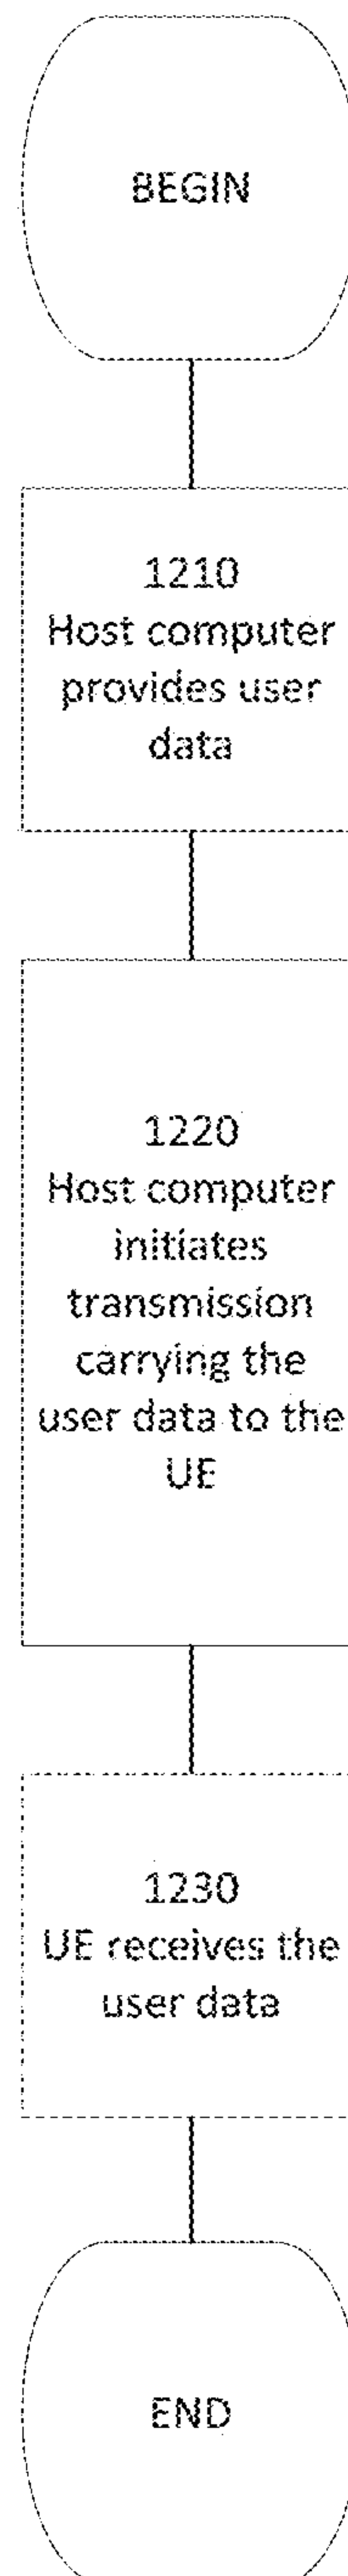 BEGIN
1210
Host computer
provides user
data
1220
Host computer
initiates
transmission
carrying the
user data to the
UE
1230
UE receives the
user data
END